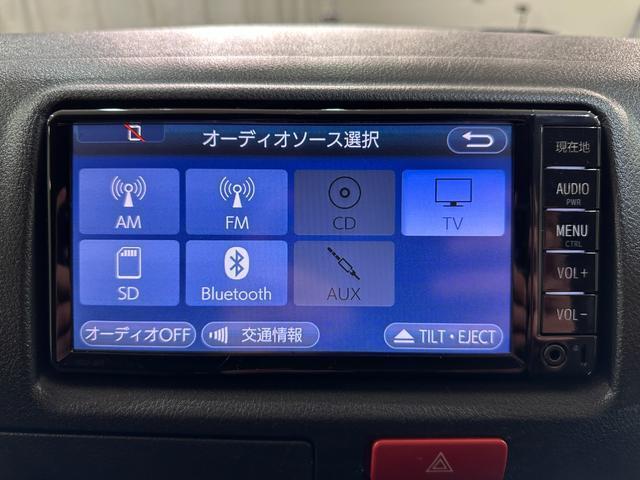 オーディオソース選択
AM
FM
CD
TV
SD
Bluetooth
AUX
オーディオOFF
交通情報
TILT・EJECT
現在地
AUDIO
PWR
MENU
CTRL
VOL+
VOL−